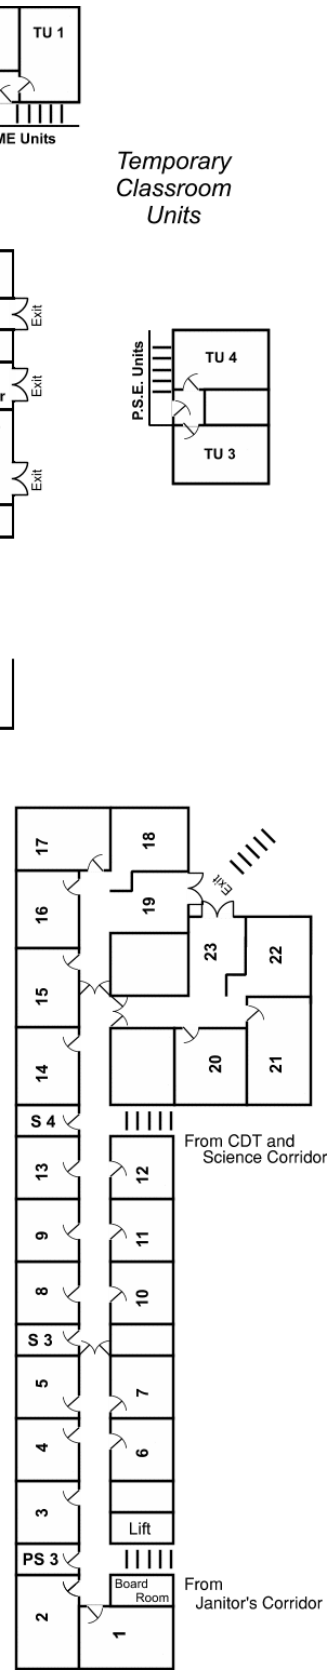 TU 1
ME Units
Temporary
Classroom
Units
Exit
Exit
r
Exit
P.S.E. Units
TU 4
TU 3
17
18
16
19
Exit
23
22
15
14
20
21
S 4
From CDT and
Science Corridor
13
12
9
11
8
10
S 3
5
7
4
6
3
Lift
PS 3
Board
Room
From
Janitor's Corridor
2
1